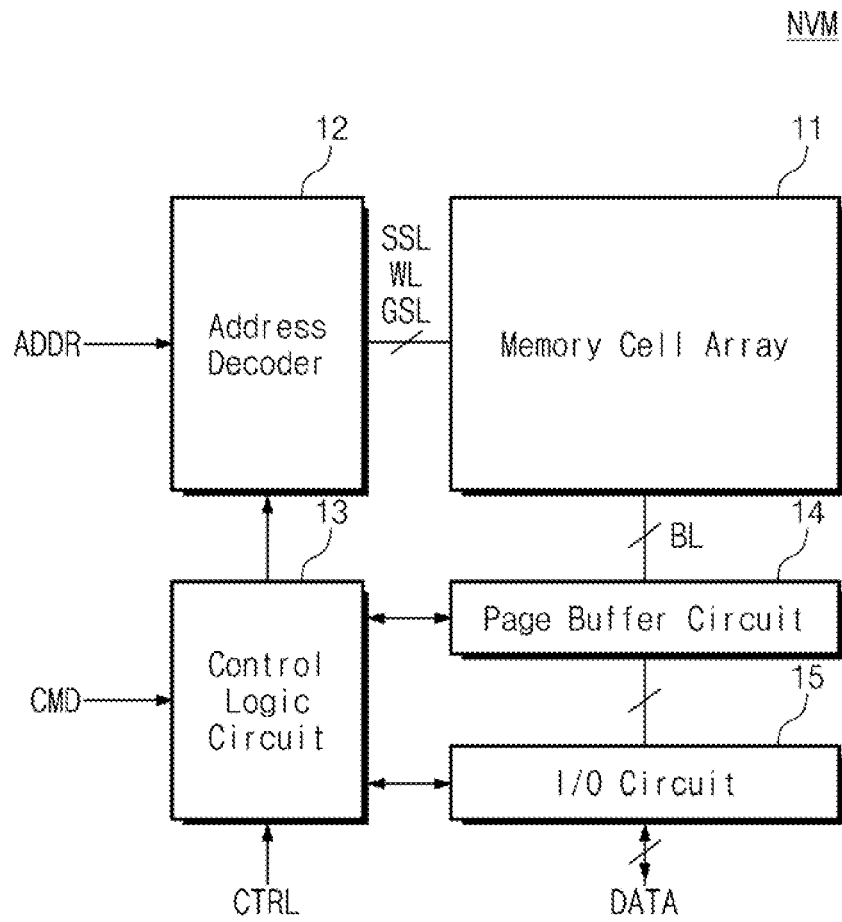 NVM
12
11
SSL
WL
GSL
ADDR
Address
Decoder
Memory Cell Array
13
14
BL
Page Buffer Circuit
Control
Logic
Circuit
CMD
15
I/O Circuit
CTRL
DATA